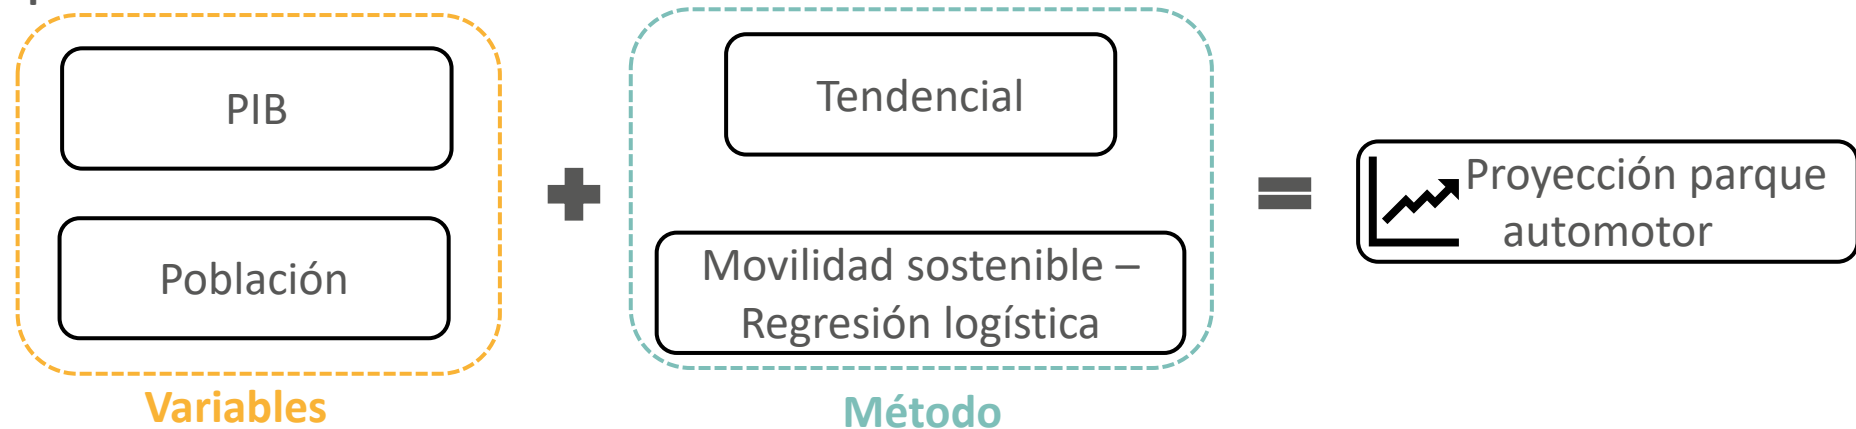 PIB
Población
Variables
Tendencial
Movilidad sostenible –
Regresión logística
Método
Proyección parque
automotor